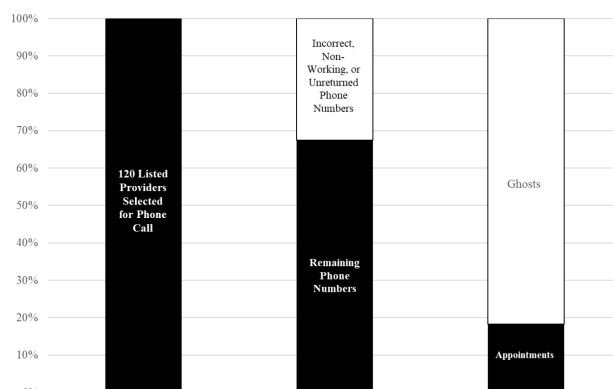 100%
90%
80%
70%
60%
50%
40%
30%
20%
10%
120 Listed
Providers
Selected
for Phone
Call
Incorrect,
Non-
Working, or
Unreturned
Phone
Numbers
Remaining
Phone
Numbers
Ghosts
Appointments